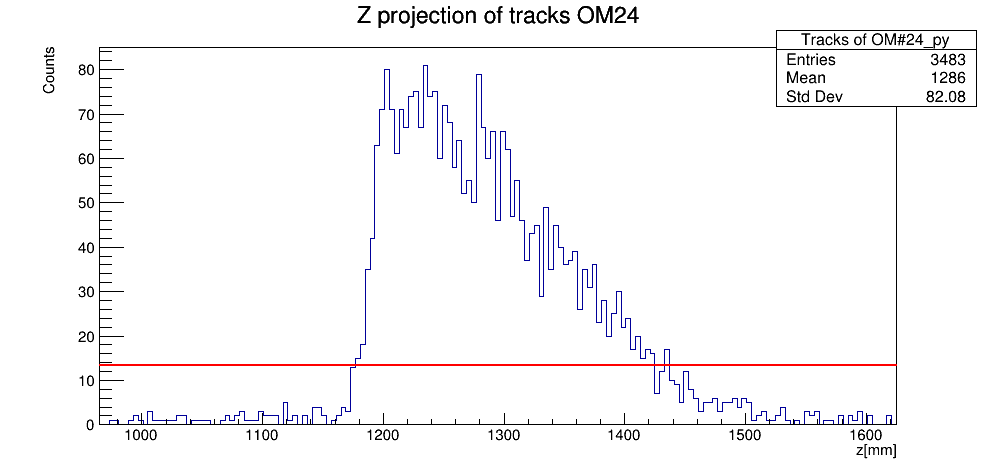 Z projection of tracks OM24
Tracks of OM#24_py
Entries 3483
Mean 1286
Std Dev 82.08
Counts
80
70
60
50
40
30
20
10
0
1000 1100 1200 1300 1400 1500 1600
z[mm]